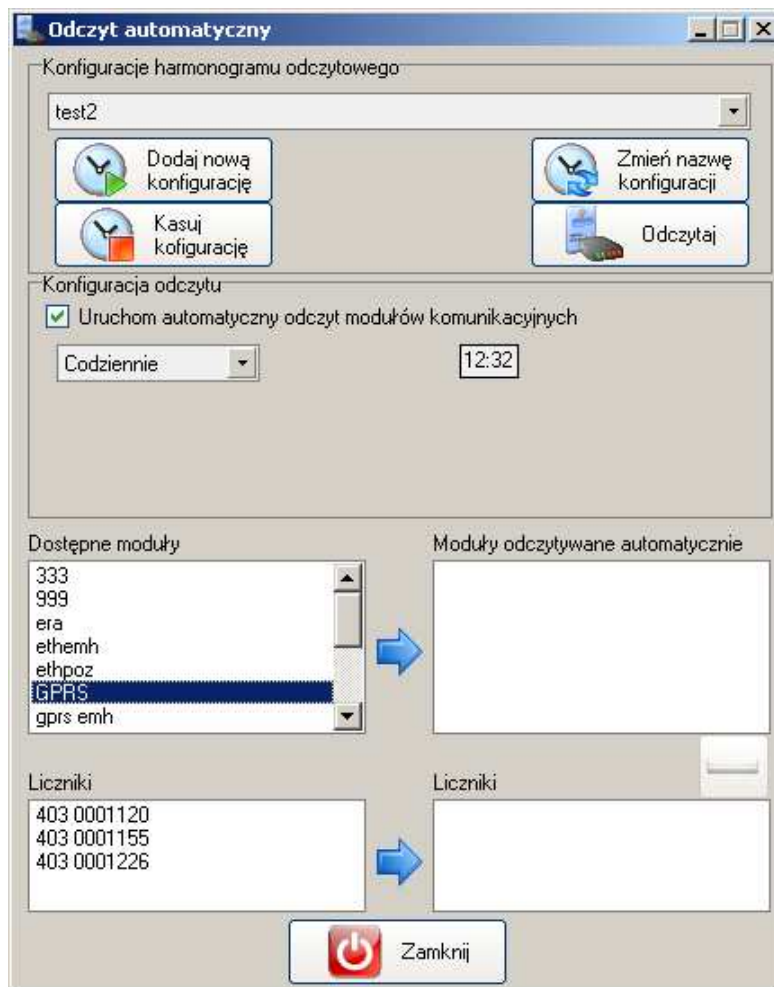 Odczyt automatyczny
Konfiguracje harmonogramu odczytowego
test2
Dodaj nową
konfigurację
Zmień nazwę
konfiguracji
Kasuj
kofigurację
Odczytaj
Konfiguracja odczytu
Uruchom automatyczny odczyt modułów komunikacyjnych
Codziennie
12:32
Dostępne moduły
Moduły odczytywane automatycznie
333
999
era
ethemh
ethpoz
GPRS
gprs emh
Liczniki
Liczniki
403 0001120
403 0001155
403 0001226
Zamknij